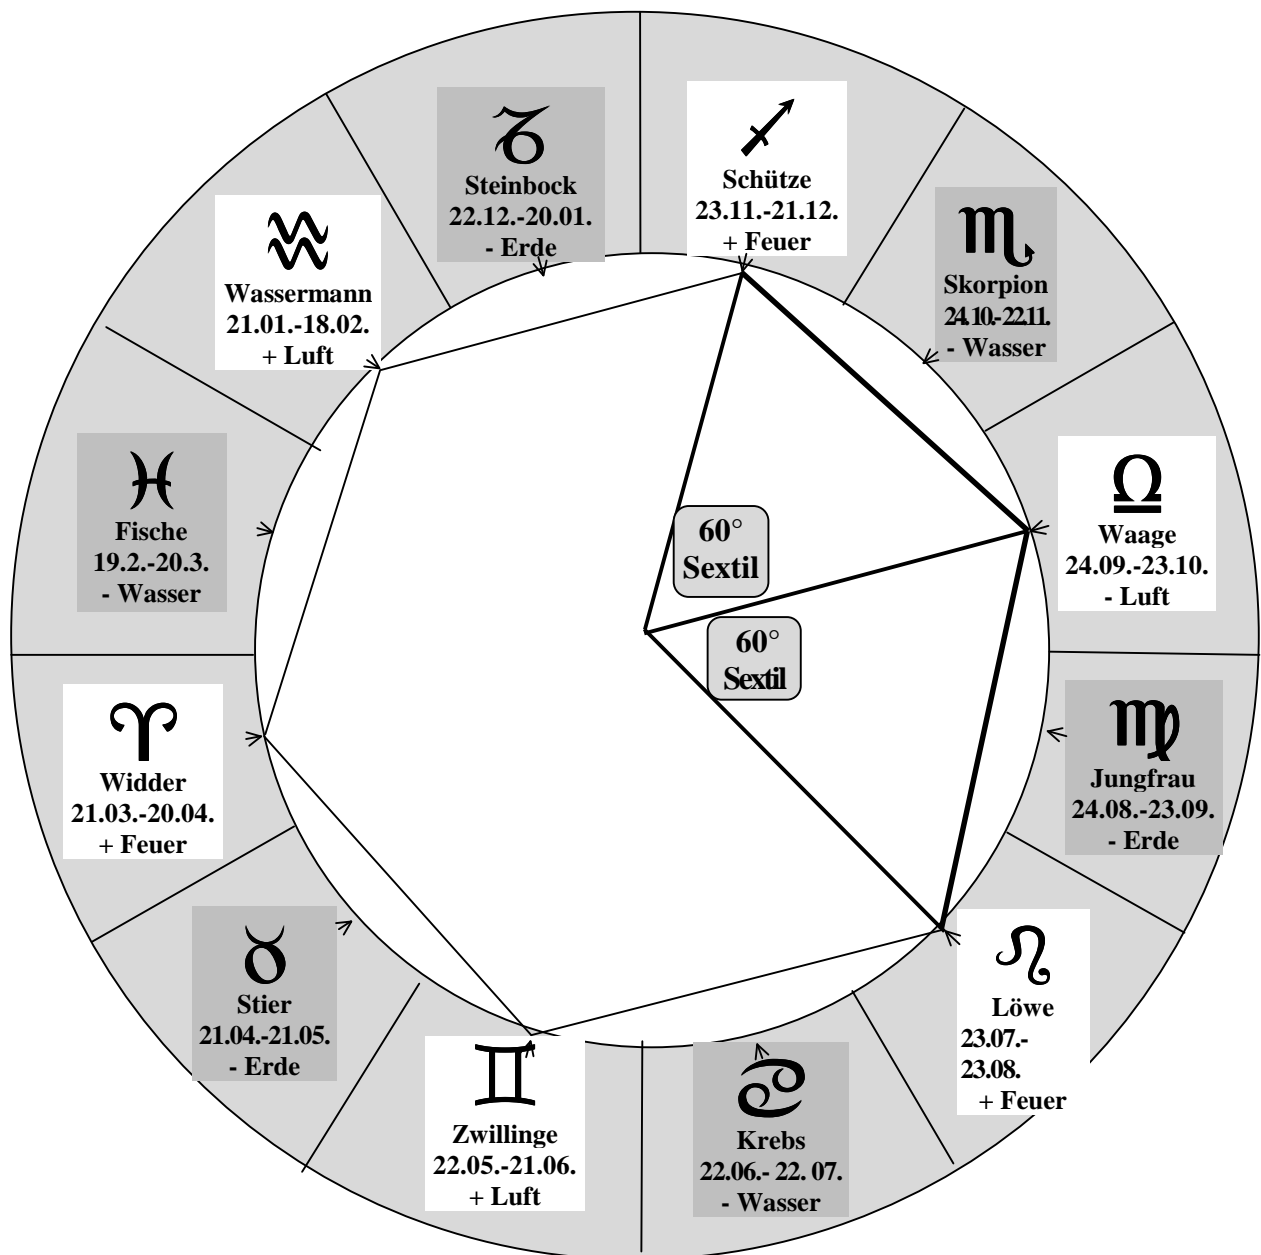 ♑
Steinbock
22.12.-20.01.
- Erde
♐
Schütze
23.11.-21.12.
+ Feuer
♒
Wassermann
21.01.-18.02.
+ Luft
♏
Skorpion
24.10.-22.11.
- Wasser
♓
Fische
19.2.-20.3.
- Wasser
♎
Waage
24.09.-23.10.
- Luft
60°
Sextil
60°
Sextil
♈
Widder
21.03.-20.04.
+ Feuer
♍
Jungfrau
24.08.-23.09.
- Erde
♉
Stier
21.04.-21.05.
- Erde
♌
Löwe
23.07.-
23.08.
+ Feuer
♊
Zwillinge
22.05.-21.06.
+ Luft
♋
Krebs
22.06.- 22. 07.
- Wasser